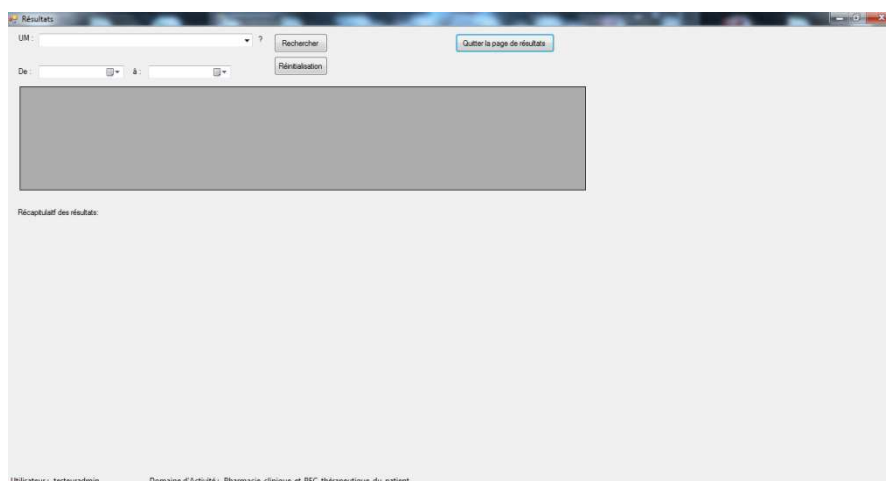 Résultats
UM : ? Rechercher Quitter la page de résultats
De : à : Réinitialisation
Récapitulatif des résultats:
Utilisateur : testeuradmin Domaine d'Activité : Pharmacie clinique et PEC thérapeutique du patient